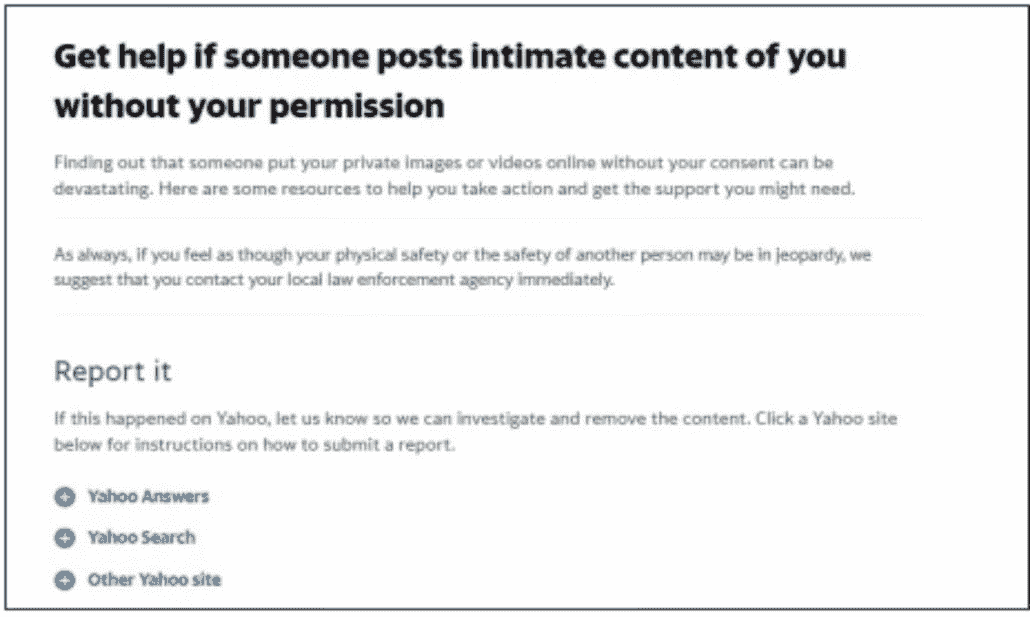 Get help if someone posts intimate content of you
without your permission
Finding out that someone put your private images or videos online without your consent can be
devastating. Here are some resources to help you take action and get the support you might need.
As always, if you feel as though your physical safety or the safety of another person may be in jeopardy, we
suggest that you contact your local law enforcement agency immediately.
Report it
If this happened on Yahoo, let us know so we can investigate and remove the content. Click a Yahoo site
below for instructions on how to submit a report.
Yahoo Answers
Yahoo Search
Other Yahoo site